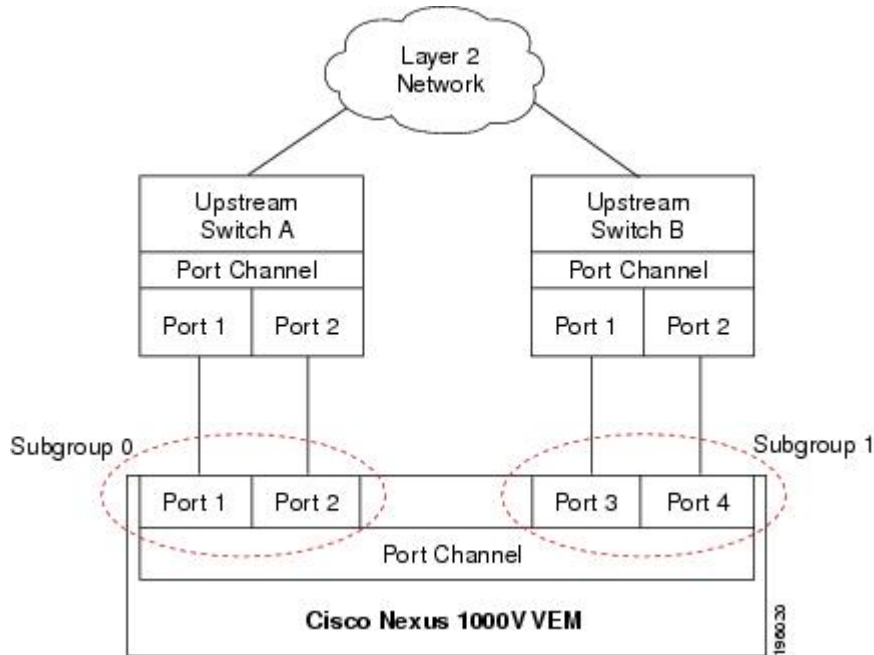 Layer 2
Network
Upstream
Switch A
Upstream
Switch B
Port Channel
Port Channel
Port 1
Port 2
Port 1
Port 2
Subgroup 0
Subgroup 1
Port 1
Port 2
Port 3
Port 4
Port Channel
Cisco Nexus 1000V VEM
196020